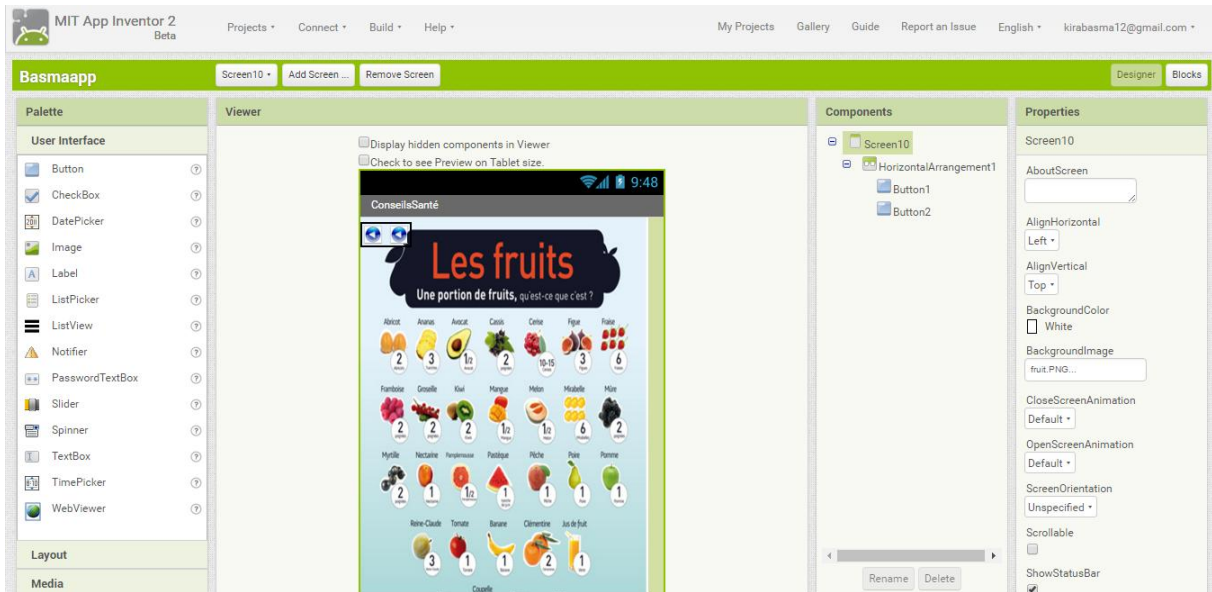 MIT App Inventor 2
Beta
Projects Connect Build Help
My Projects Gallery Guide Report an Issue English kirabasma12@gmail.com
Basmaapp
Screen10 Add Screen ... Remove Screen
Designer Blocks
Palette
User Interface
Button
CheckBox
DatePicker
Image
Label
ListPicker
ListView
Notifier
PasswordTextBox
Slider
Spinner
TextBox
TimePicker
WebViewer
Layout
Media
Viewer
Display hidden components in Viewer
Check to see Preview on Tablet size.
9:48
ConseilsSanté
Les fruits
Une portion de fruits, qu'est-ce que c'est ?
Abricot Ananas Avocat Cassis Cerise Figue Fraise
2 3 1/2 2 10-15 3 6
Framboise Groseille Kiwi Mangue Melon Mirabelle Mûre
2 2 2 1/2 1/2 6 2
Myrtille Nectarine Pamplemousse Pastèque Pêche Poire Pomme
2 1 1/2 1 1 1 1
Reine-Claude Tomate Banane Clémentine Jus de fruit
3 1 1 2 1
Components
Screen10
HorizontalArrangement1
Button1
Button2
Rename Delete
Properties
Screen10
AboutScreen
AlignHorizontal
Left
AlignVertical
Top
BackgroundColor
White
BackgroundImage
fruit.PNG...
CloseScreenAnimation
Default
OpenScreenAnimation
Default
ScreenOrientation
Unspecified
Scrollable
ShowStatusBar